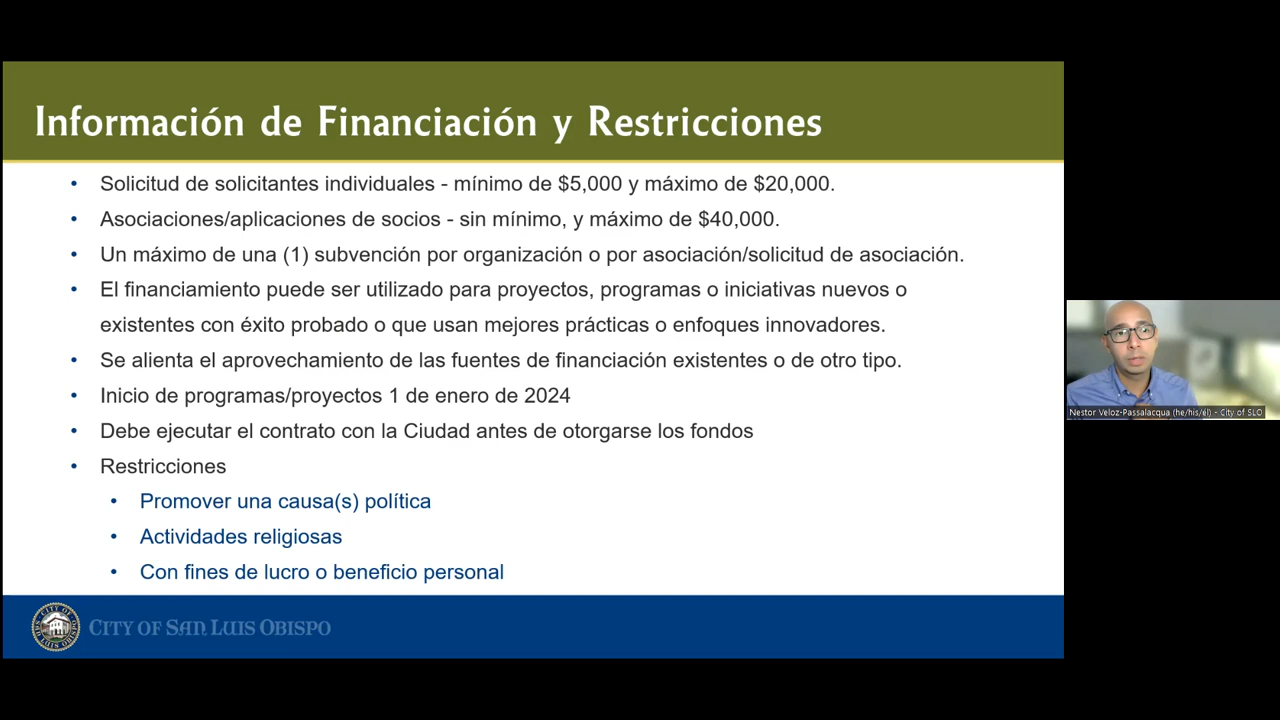 Información de Financiación y Restricciones
• Solicitud de solicitantes individuales - mínimo de $5,000 y máximo de $20,000.
• Asociaciones/aplicaciones de socios - sin mínimo, y máximo de $40,000.
• Un máximo de una (1) subvención por organización o por asociación/solicitud de asociación.
• El financiamiento puede ser utilizado para proyectos, programas o iniciativas nuevos o
existentes con éxito probado o que usan mejores prácticas o enfoques innovadores.
• Se alienta el aprovechamiento de las fuentes de financiación existentes o de otro tipo.
• Inicio de programas/proyectos 1 de enero de 2024
• Debe ejecutar el contrato con la Ciudad antes de otorgarse los fondos
• Restricciones
• Promover una causa(s) política
• Actividades religiosas
• Con fines de lucro o beneficio personal
CITY OF SAN LUIS OBISPO
Nestor Veloz-Passalacqua (he/his/él) - City of SLO